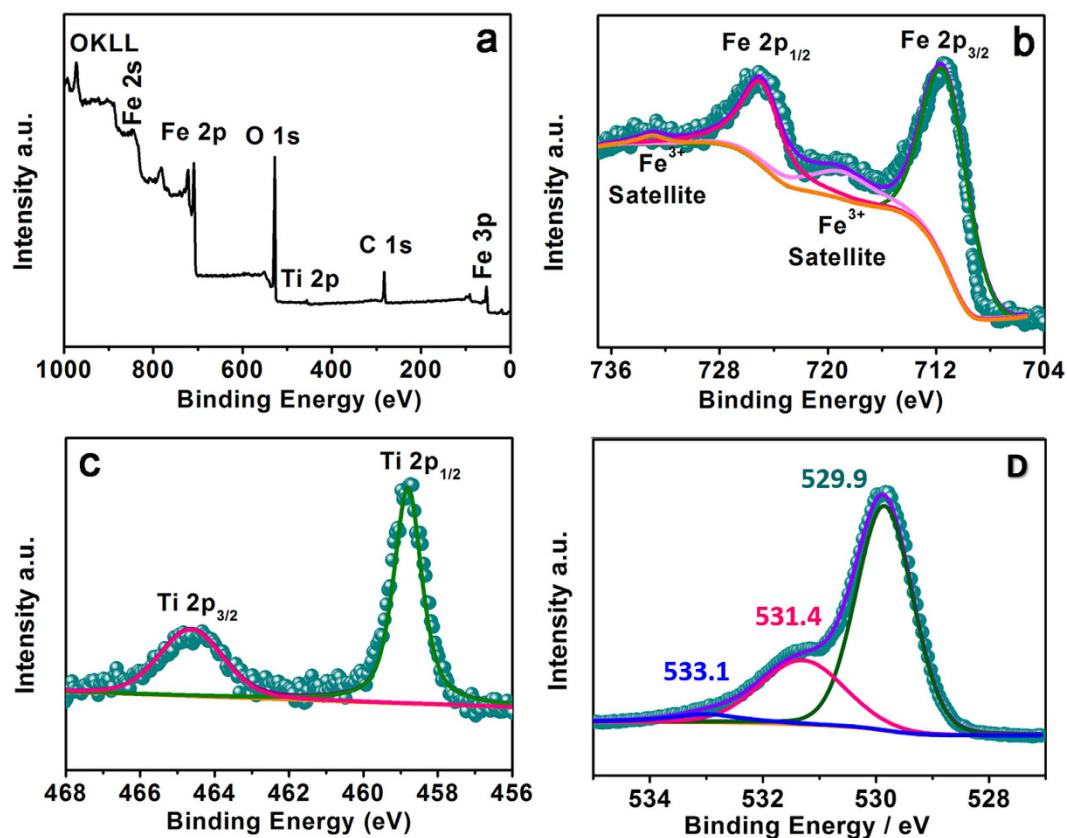 a
OKLL
Fe 2s
Fe 2p
O 1s
Ti 2p
C 1s
Fe 3p
Intensity a.u.
1000 800 600 400 200 0
Binding Energy (eV)
b
Fe 2p1/2
Fe 2p3/2
Fe3+
Satellite
Fe3+
Satellite
Intensity a.u.
736 728 720 712 704
Binding Energy (eV)
C
Ti 2p1/2
Ti 2p3/2
Intensity a.u.
468 466 464 462 460 458 456
Binding Energy (eV)
D
529.9
531.4
533.1
Intensity a.u.
534 532 530 528
Binding Energy / eV